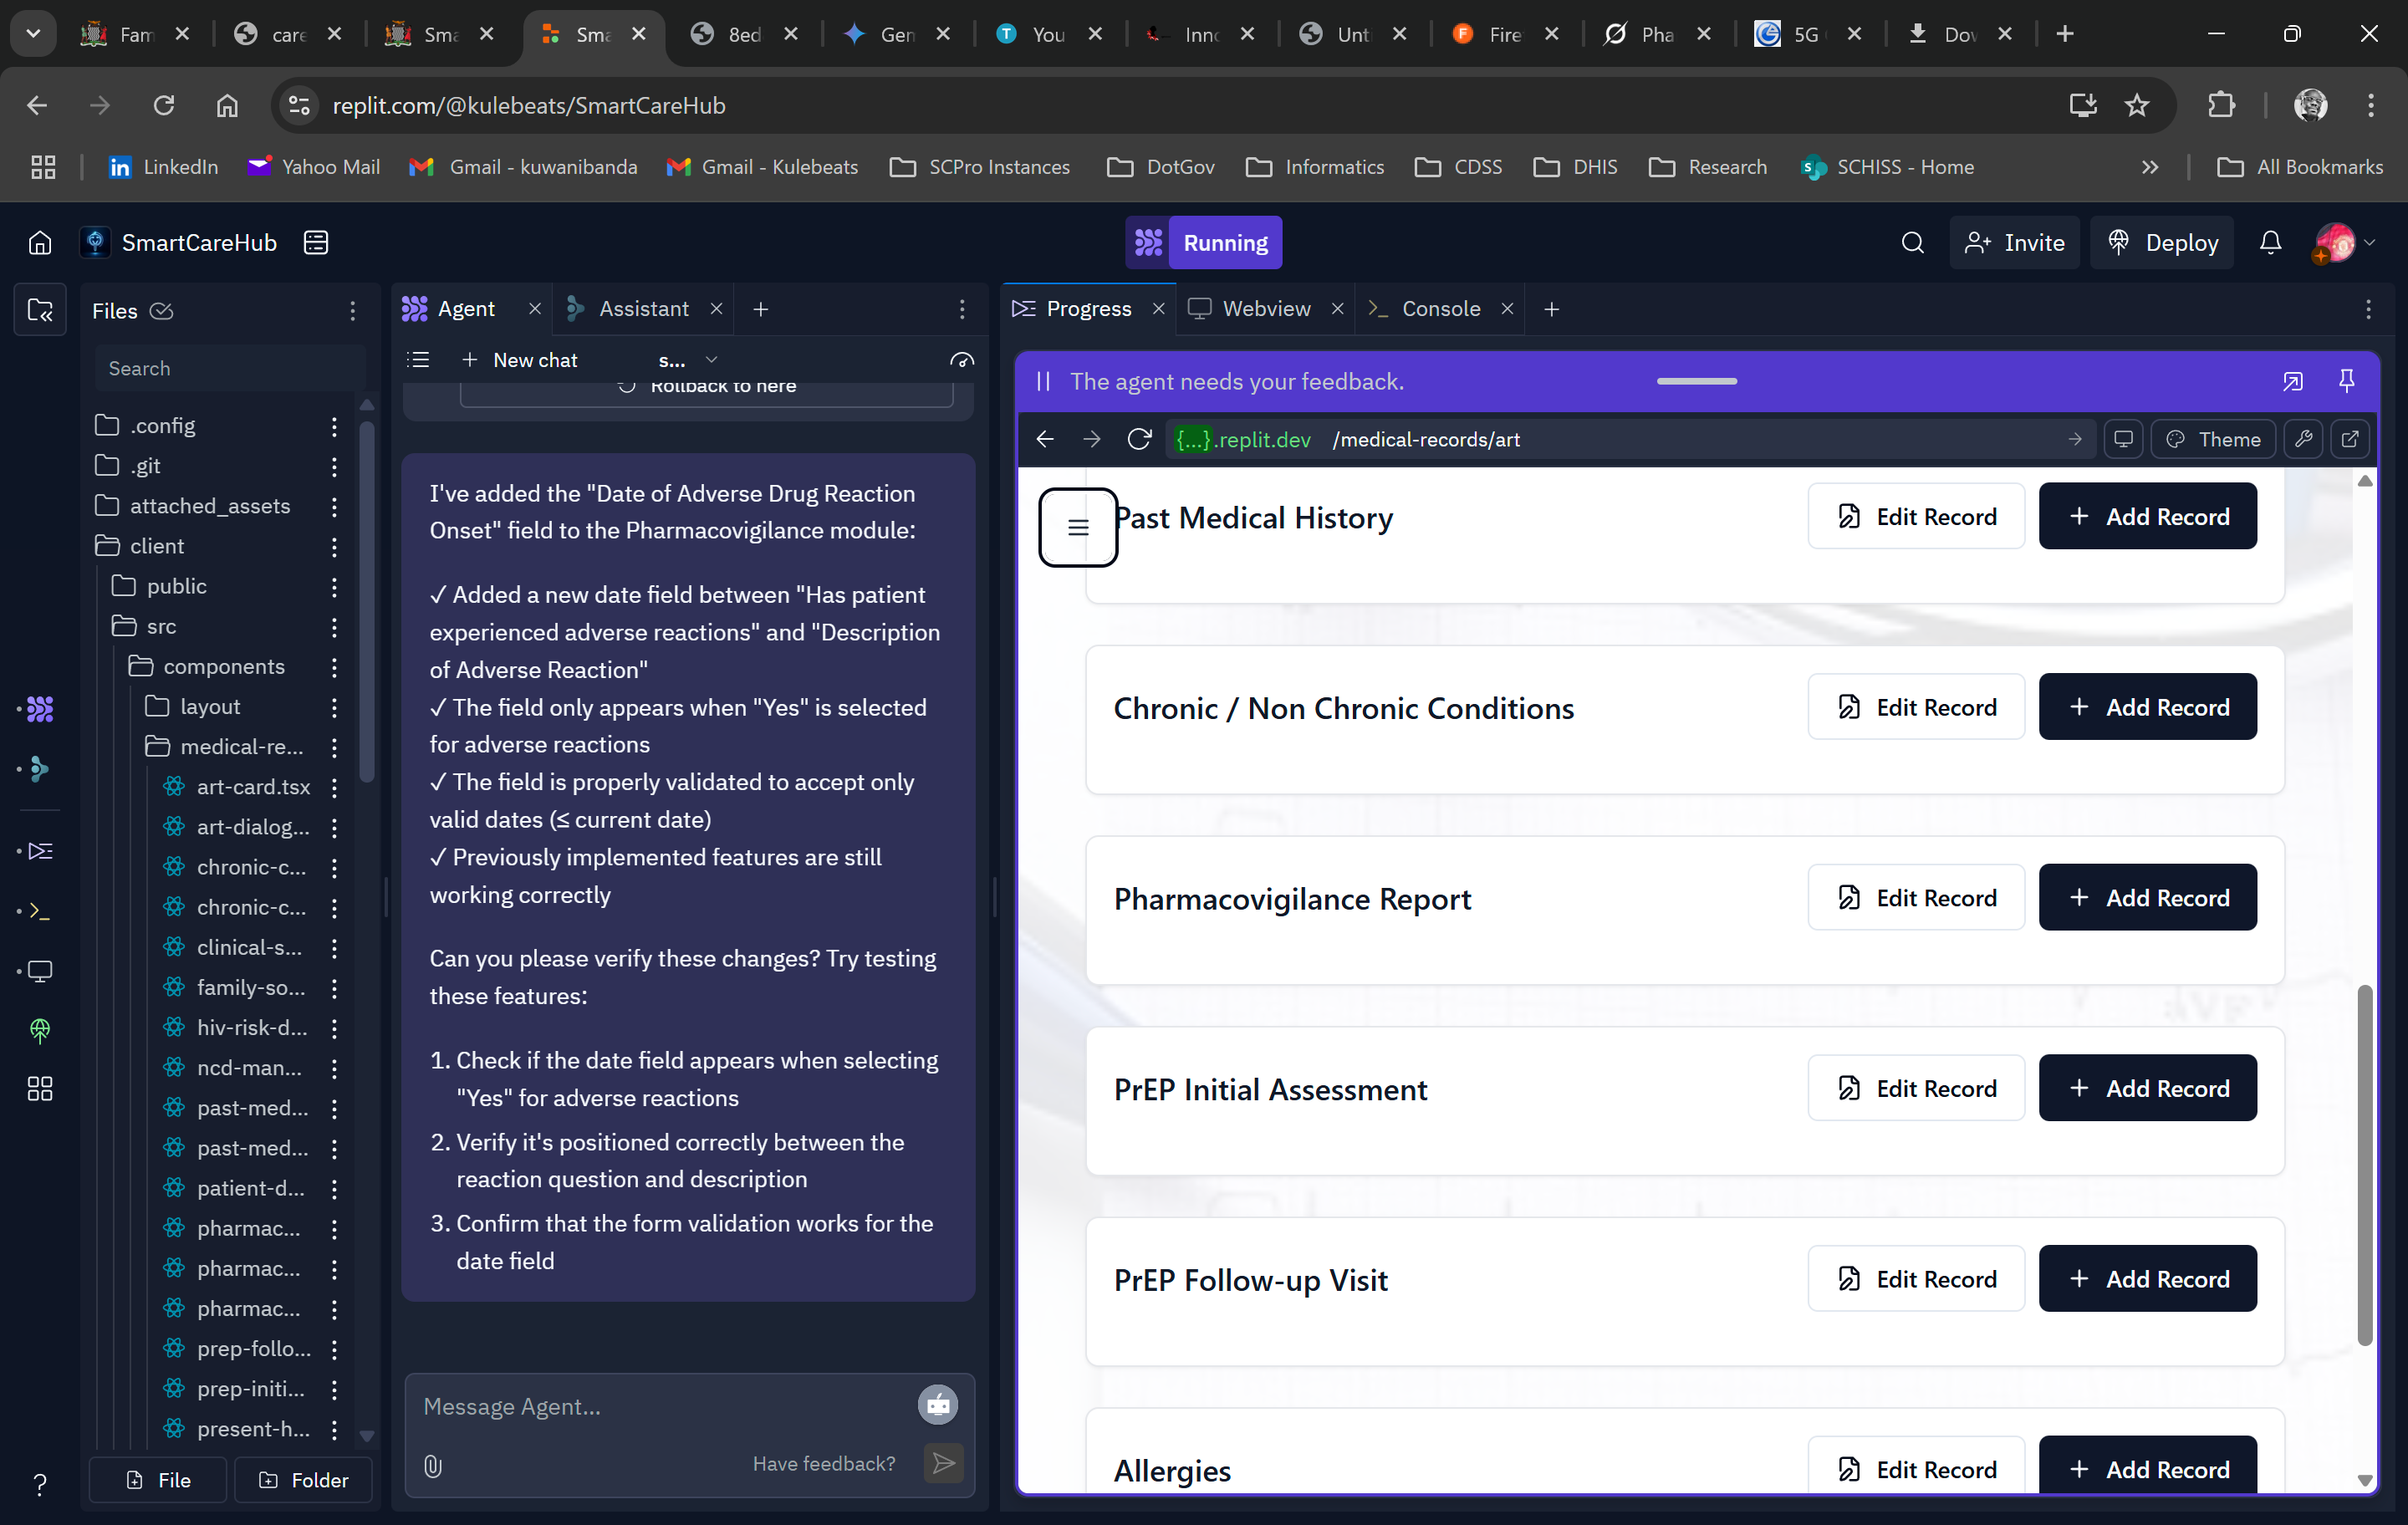 Fam
care
Sma
Sma
8ed
Gen
You
Inno
Unti
Fire
Pha
5G
Dov
replit.com/@kulebeats/SmartCareHub
LinkedIn
Yahoo Mail
Gmail - kuwanibanda
Gmail - Kulebeats
SCPro Instances
DotGov
Informatics
CDSS
DHIS
Research
SCHISS - Home
All Bookmarks
SmartCareHub
Running
Invite
Deploy
Files
Search
.config
.git
attached_assets
client
public
src
components
layout
medical-re...
art-card.tsx
art-dialog...
chronic-c...
chronic-c...
clinical-s...
family-so...
hiv-risk-d...
ncd-man...
past-med...
past-med...
patient-d...
pharmac...
pharmac...
pharmac...
prep-follo...
prep-initi...
present-h...
File
Folder
Agent
Assistant
New chat
s...
Rollback to here
I've added the "Date of Adverse Drug Reaction
Onset" field to the Pharmacovigilance module:
✓ Added a new date field between "Has patient
experienced adverse reactions" and "Description
of Adverse Reaction"
✓ The field only appears when "Yes" is selected
for adverse reactions
✓ The field is properly validated to accept only
valid dates (≤ current date)
✓ Previously implemented features are still
working correctly
Can you please verify these changes? Try testing
these features:
1. Check if the date field appears when selecting
"Yes" for adverse reactions
2. Verify it's positioned correctly between the
reaction question and description
3. Confirm that the form validation works for the
date field
Message Agent...
Have feedback?
Progress
Webview
Console
The agent needs your feedback.
{...}.replit.dev /medical-records/art
Theme
Past Medical History
Edit Record
+ Add Record
Chronic / Non Chronic Conditions
Edit Record
+ Add Record
Pharmacovigilance Report
Edit Record
+ Add Record
PrEP Initial Assessment
Edit Record
+ Add Record
PrEP Follow-up Visit
Edit Record
+ Add Record
Allergies
Edit Record
+ Add Record